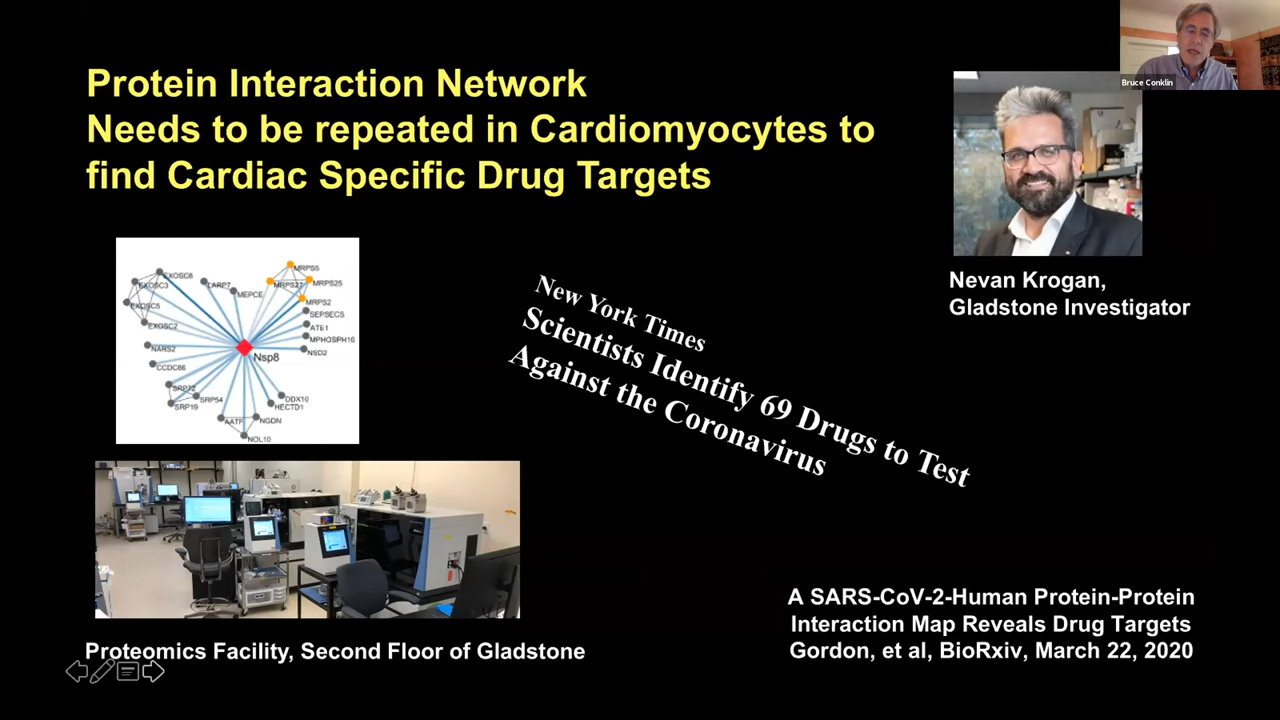 Protein Interaction Network
Needs to be repeated in Cardiomyocytes to
find Cardiac Specific Drug Targets
Bruce Conklin
Nevan Krogan,
Gladstone Investigator
EXOSC8
EXOSC3
EXOSC5
EXOSC2
LARP7
MEPCE
MRPS5
MRPS27
MRPS25
MRPS2
SEPSECS
ATE1
MPHOSPH10
NSD2
NARS2
Nsp8
CCDC86
SRP72
SRP54
SRP19
DDX10
HECTD1
AATF
NGDN
NOL10
New York Times
Scientists Identify 69 Drugs to Test
Against the Coronavirus
A SARS-CoV-2-Human Protein-Protein
Interaction Map Reveals Drug Targets
Gordon, et al, BioRxiv, March 22, 2020
Proteomics Facility, Second Floor of Gladstone